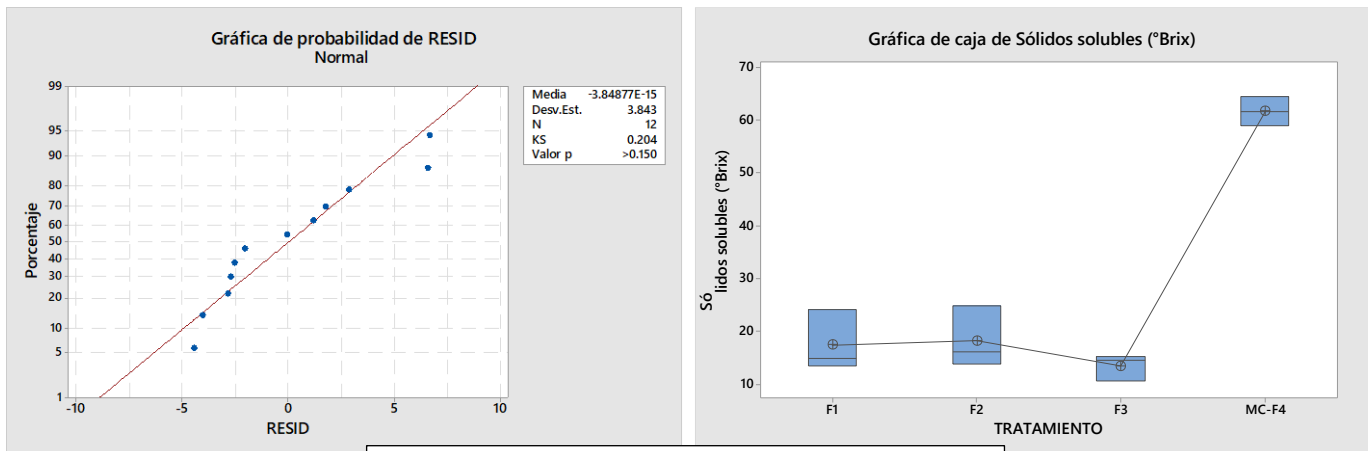 Gráfica de probabilidad de RESID
Normal
99
95
90
80
70
60
50
40
30
20
10
5
1
Porcentaje
-10
-5
0
5
10
RESID
Media -3.84877E-15
Desv.Est. 3.843
N 12
KS 0.204
Valor p >0.150
Gráfica de caja de Sólidos solubles (°Brix)
70
60
50
40
30
20
10
Só
lidos solubles (°Brix)
F1
F2
F3
MC-F4
TRATAMIENTO